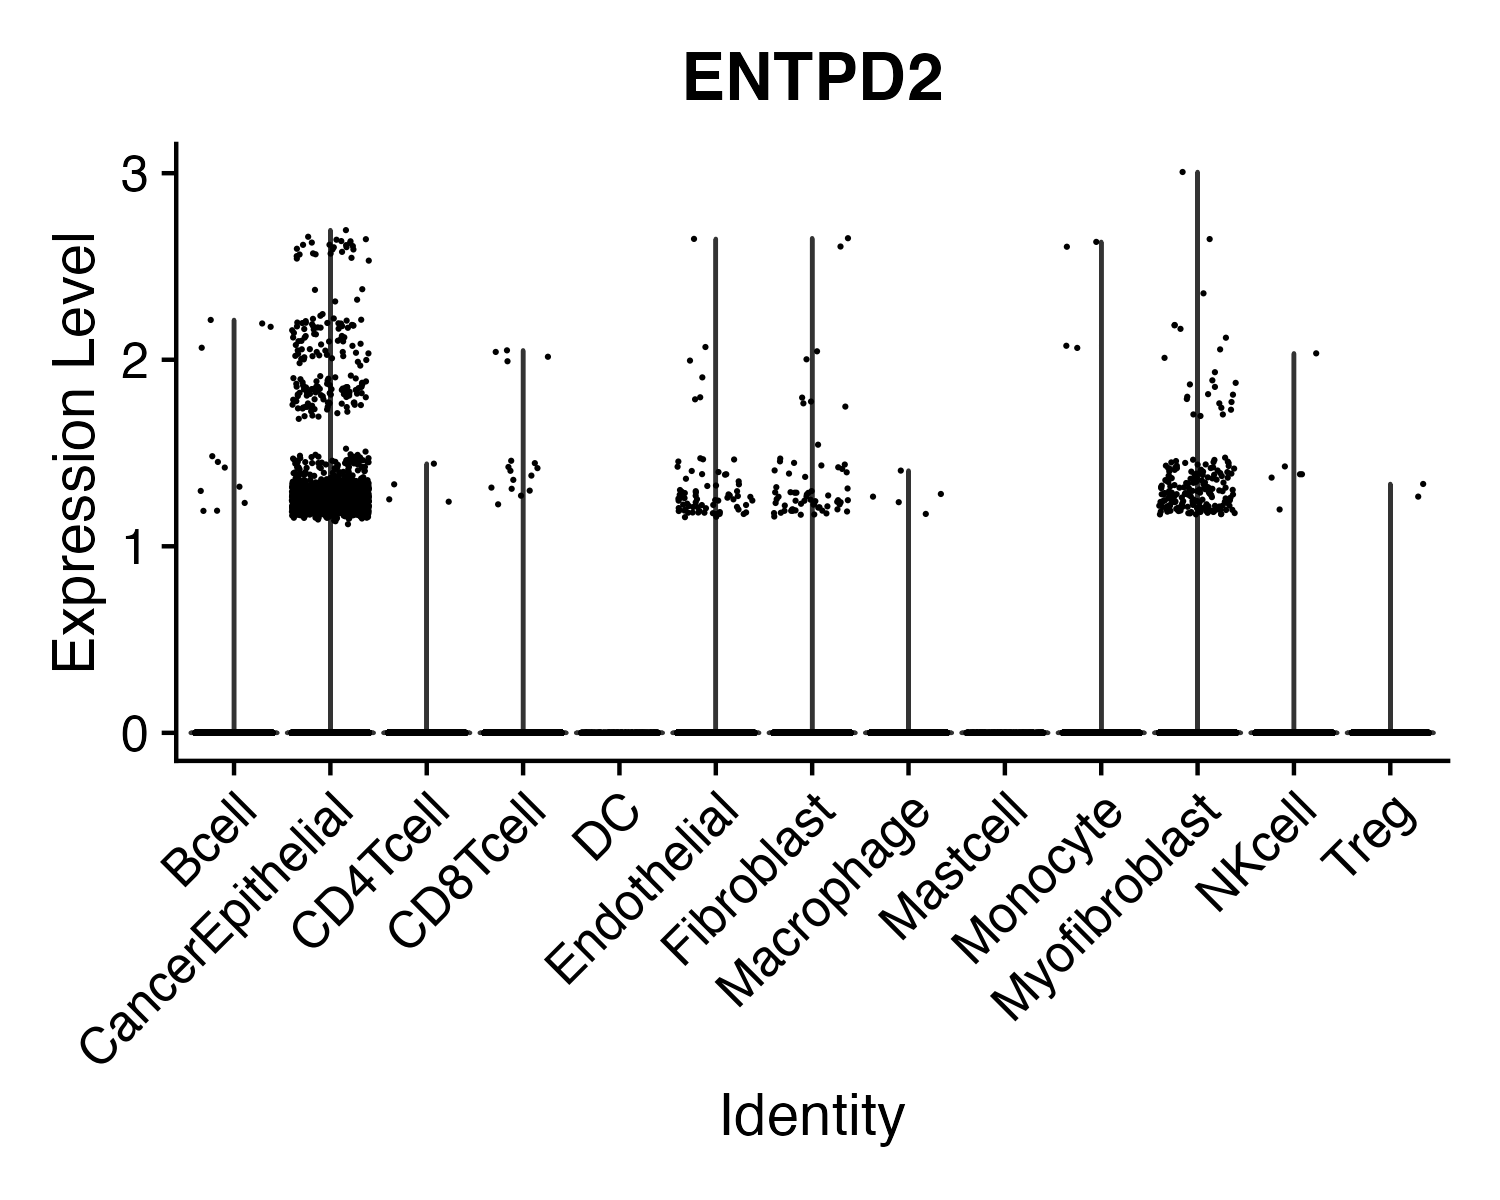 ENTPD2
Expression Level
3
2
1
0
Bcell
CancerEpithelial
CD4Tcell
CD8Tcell
DC
Endothelial
Fibroblast
Macrophage
Mastcell
Monocyte
Myofibroblast
NKcell
Treg
Identity